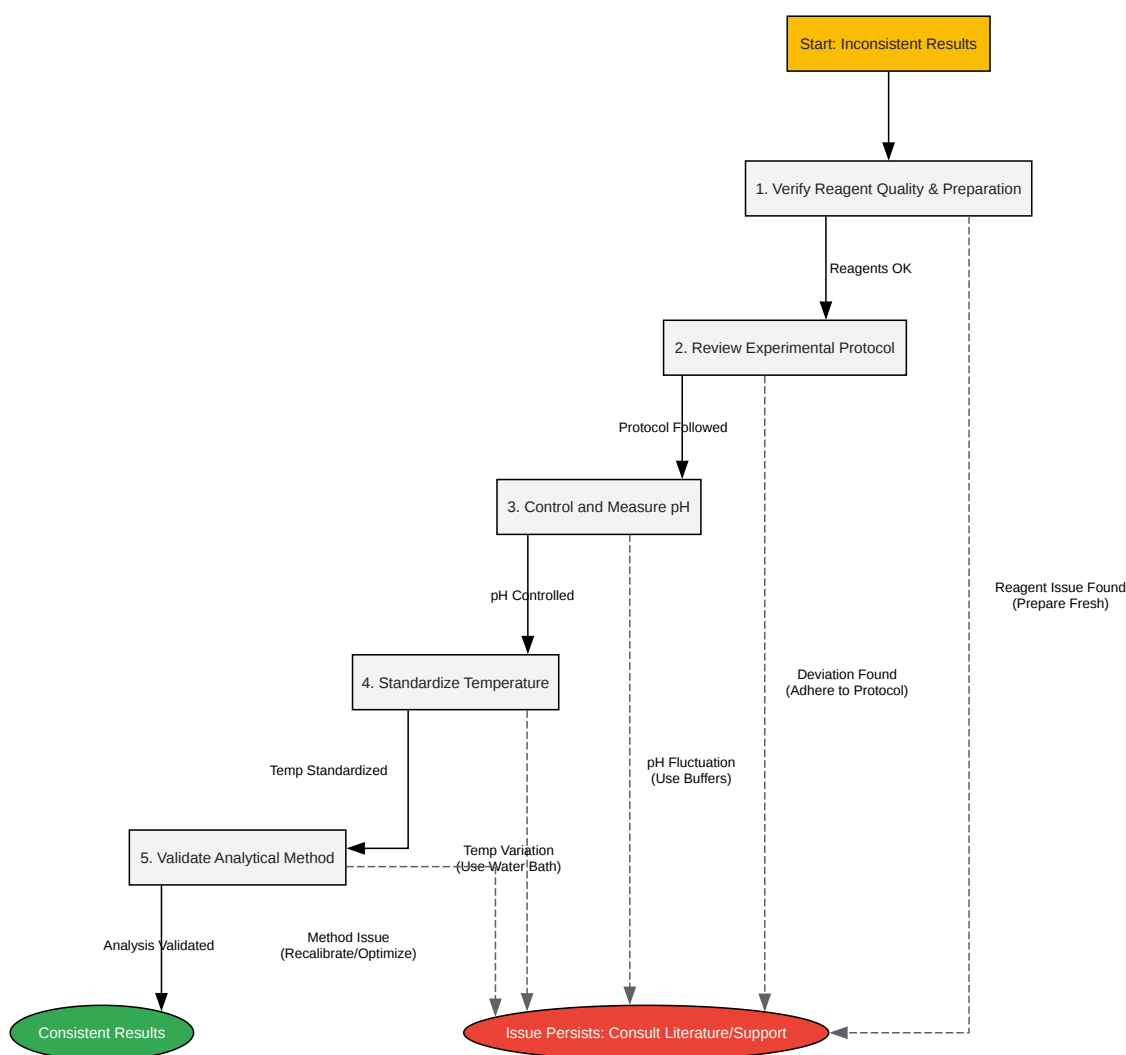 Start: Inconsistent Results
1. Verify Reagent Quality & Preparation
Reagents OK
2. Review Experimental Protocol
Protocol Followed
3. Control and Measure pH
pH Controlled
Reagent Issue Found
(Prepare Fresh)
4. Standardize Temperature
Deviation Found
(Adhere to Protocol)
Temp Standardized
pH Fluctuation
(Use Buffers)
5. Validate Analytical Method
Temp Variation
(Use Water Bath)
Analysis Validated
Method Issue
(Recalibrate/Optimize)
Consistent Results
Issue Persists: Consult Literature/Support